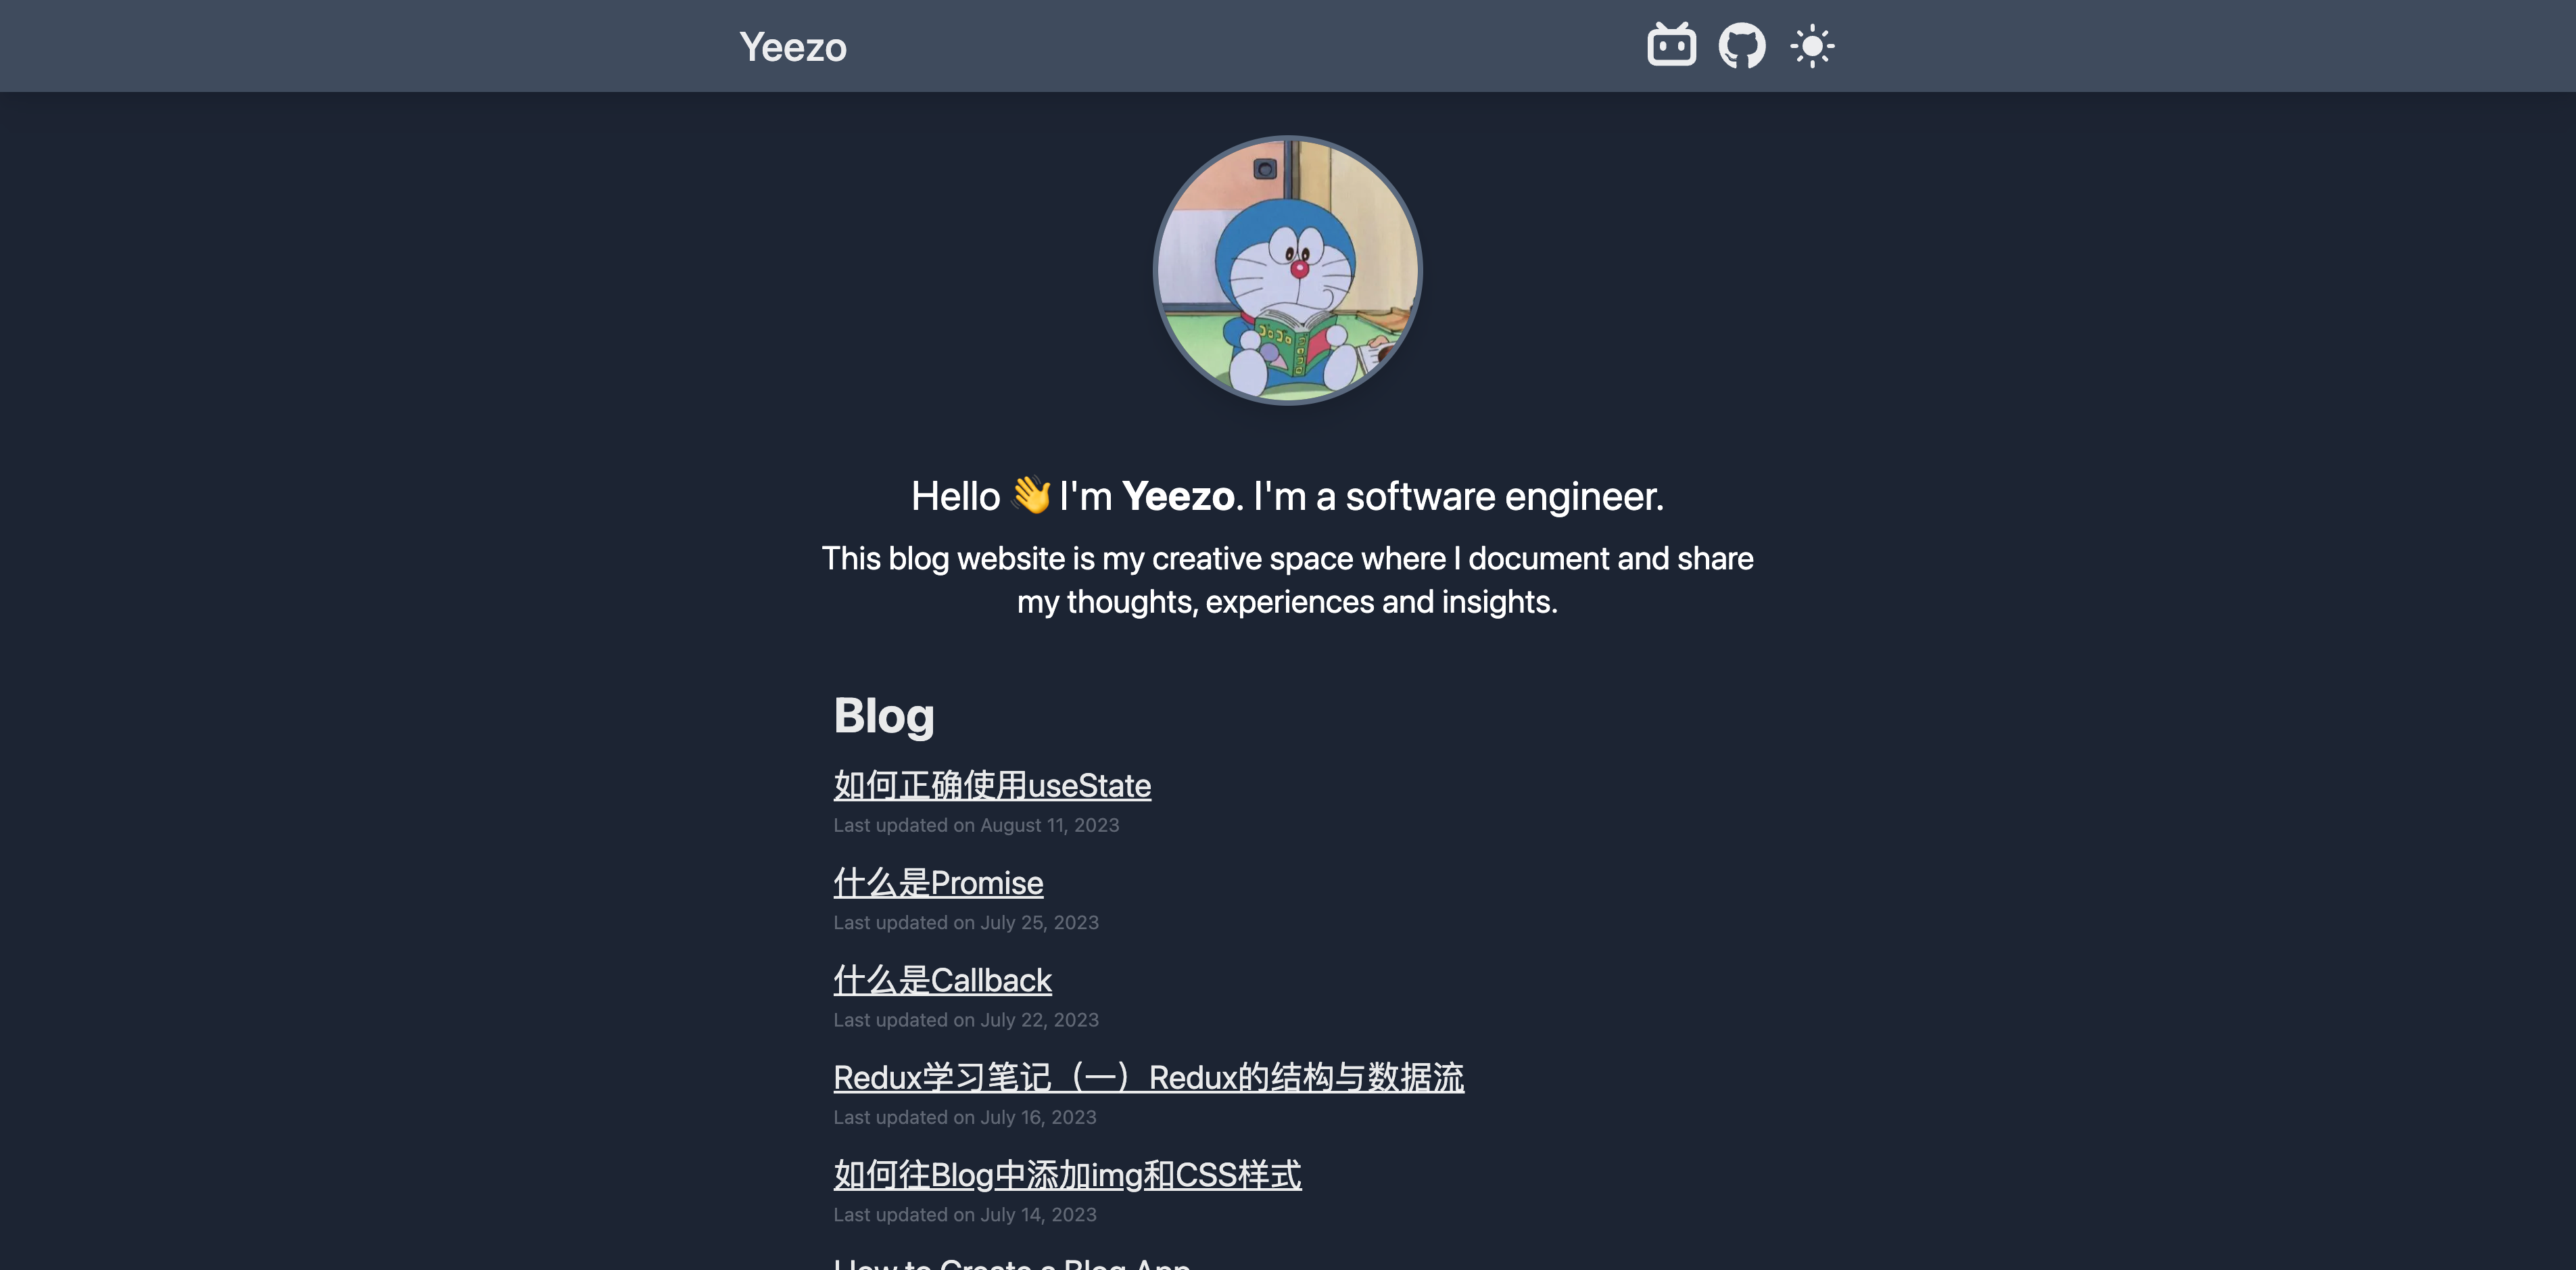 Yeezo
Hello 👋 I'm Yeezo. I'm a software engineer.
This blog website is my creative space where I document and share
my thoughts, experiences and insights.
Blog
如何正确使用useState
Last updated on August 11, 2023
什么是Promise
Last updated on July 25, 2023
什么是Callback
Last updated on July 22, 2023
Redux学习笔记（一）Redux的结构与数据流
Last updated on July 16, 2023
如何往Blog中添加img和CSS样式
Last updated on July 14, 2023
How to Create a Blog App